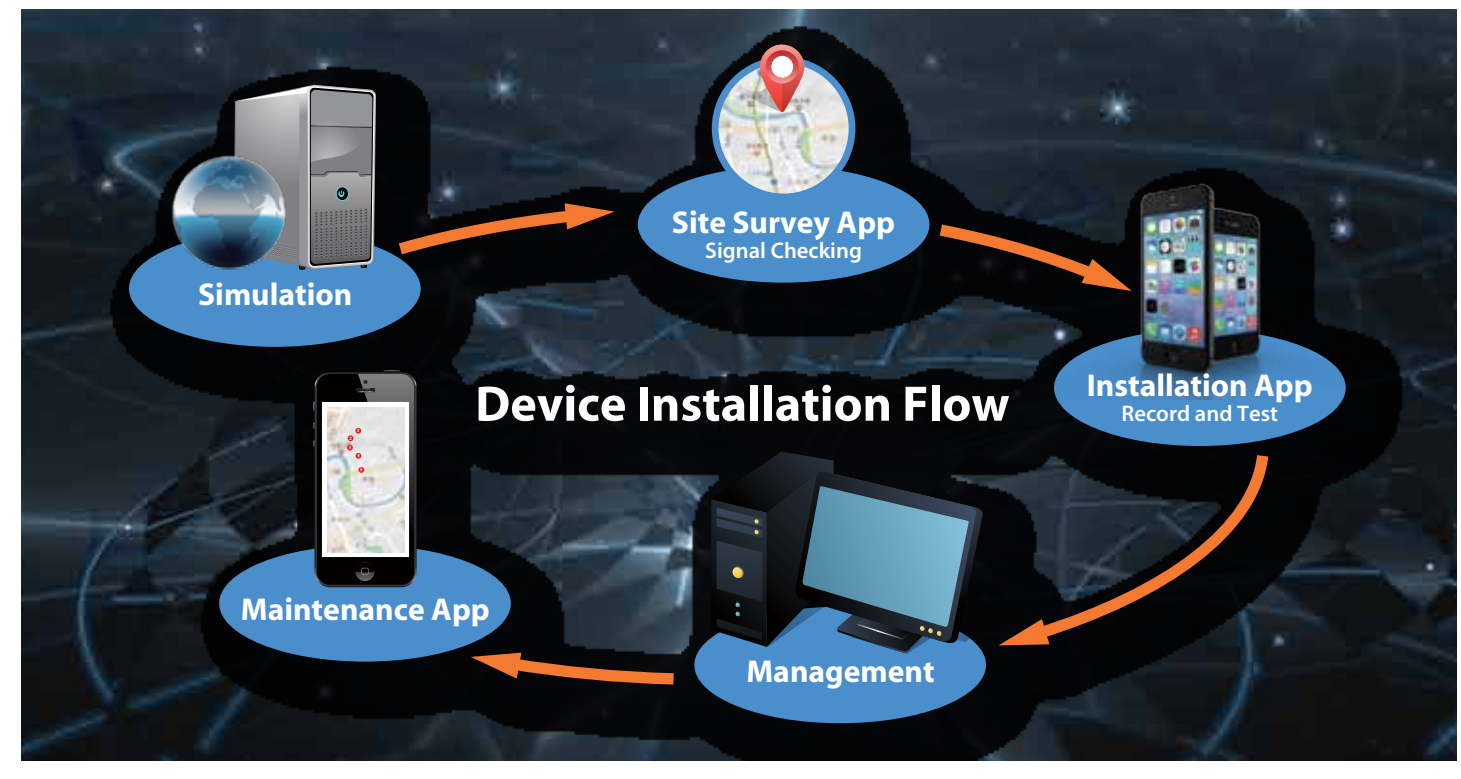 Simulation
Site Survey App
Signal Checking
Installation App
Record and Test
Device Installation Flow
Management
Maintenance App